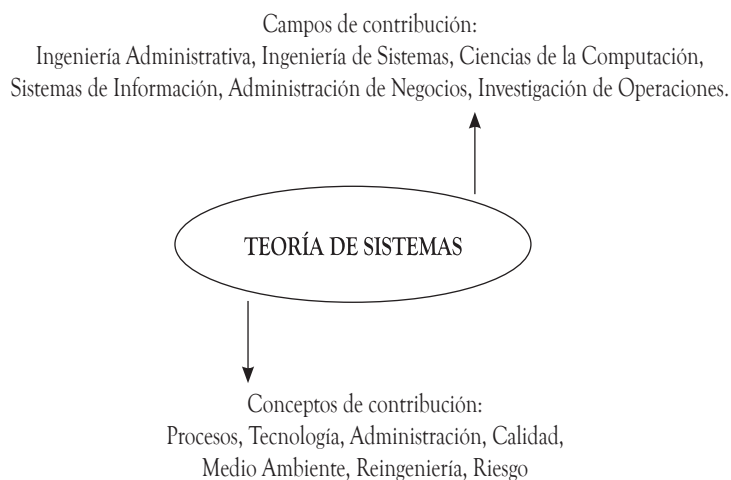 Campos de contribución:
Ingeniería Administrativa, Ingeniería de Sistemas, Ciencias de la Computación,
Sistemas de Información, Administración de Negocios, Investigación de Operaciones.
TEORÍA DE SISTEMAS
Conceptos de contribución:
Procesos, Tecnología, Administración, Calidad,
Medio Ambiente, Reingeniería, Riesgo